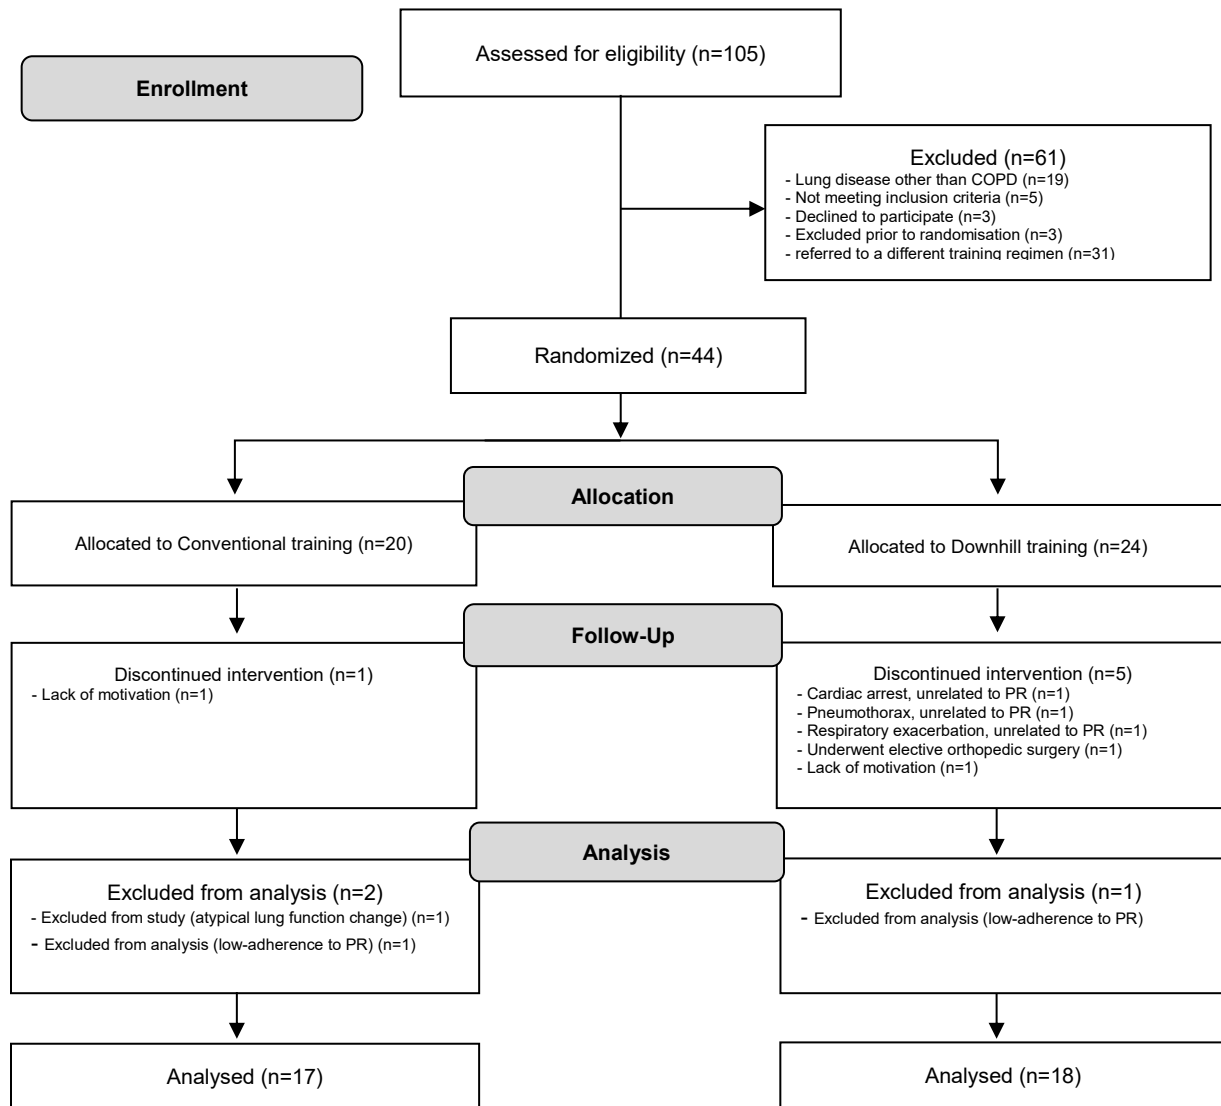 Assessed for eligibility (n=105)
Enrollment
Excluded (n=61)
- Lung disease other than COPD (n=19)
- Not meeting inclusion criteria (n=5)
- Declined to participate (n=3)
- Excluded prior to randomisation (n=3)
- referred to a different training regimen (n=31)
Randomized (n=44)
Allocation
Allocated to Conventional training (n=20)
Allocated to Downhill training (n=24)
Follow-Up
Discontinued intervention (n=1)
- Lack of motivation (n=1)
Discontinued intervention (n=5)
- Cardiac arrest, unrelated to PR (n=1)
- Pneumothorax, unrelated to PR (n=1)
- Respiratory exacerbation, unrelated to PR (n=1)
- Underwent elective orthopedic surgery (n=1)
- Lack of motivation (n=1)
Analysis
Excluded from analysis (n=2)
- Excluded from study (atypical lung function change) (n=1)
- Excluded from analysis (low-adherence to PR) (n=1)
Excluded from analysis (n=1)
- Excluded from analysis (low-adherence to PR)
Analysed (n=17)
Analysed (n=18)